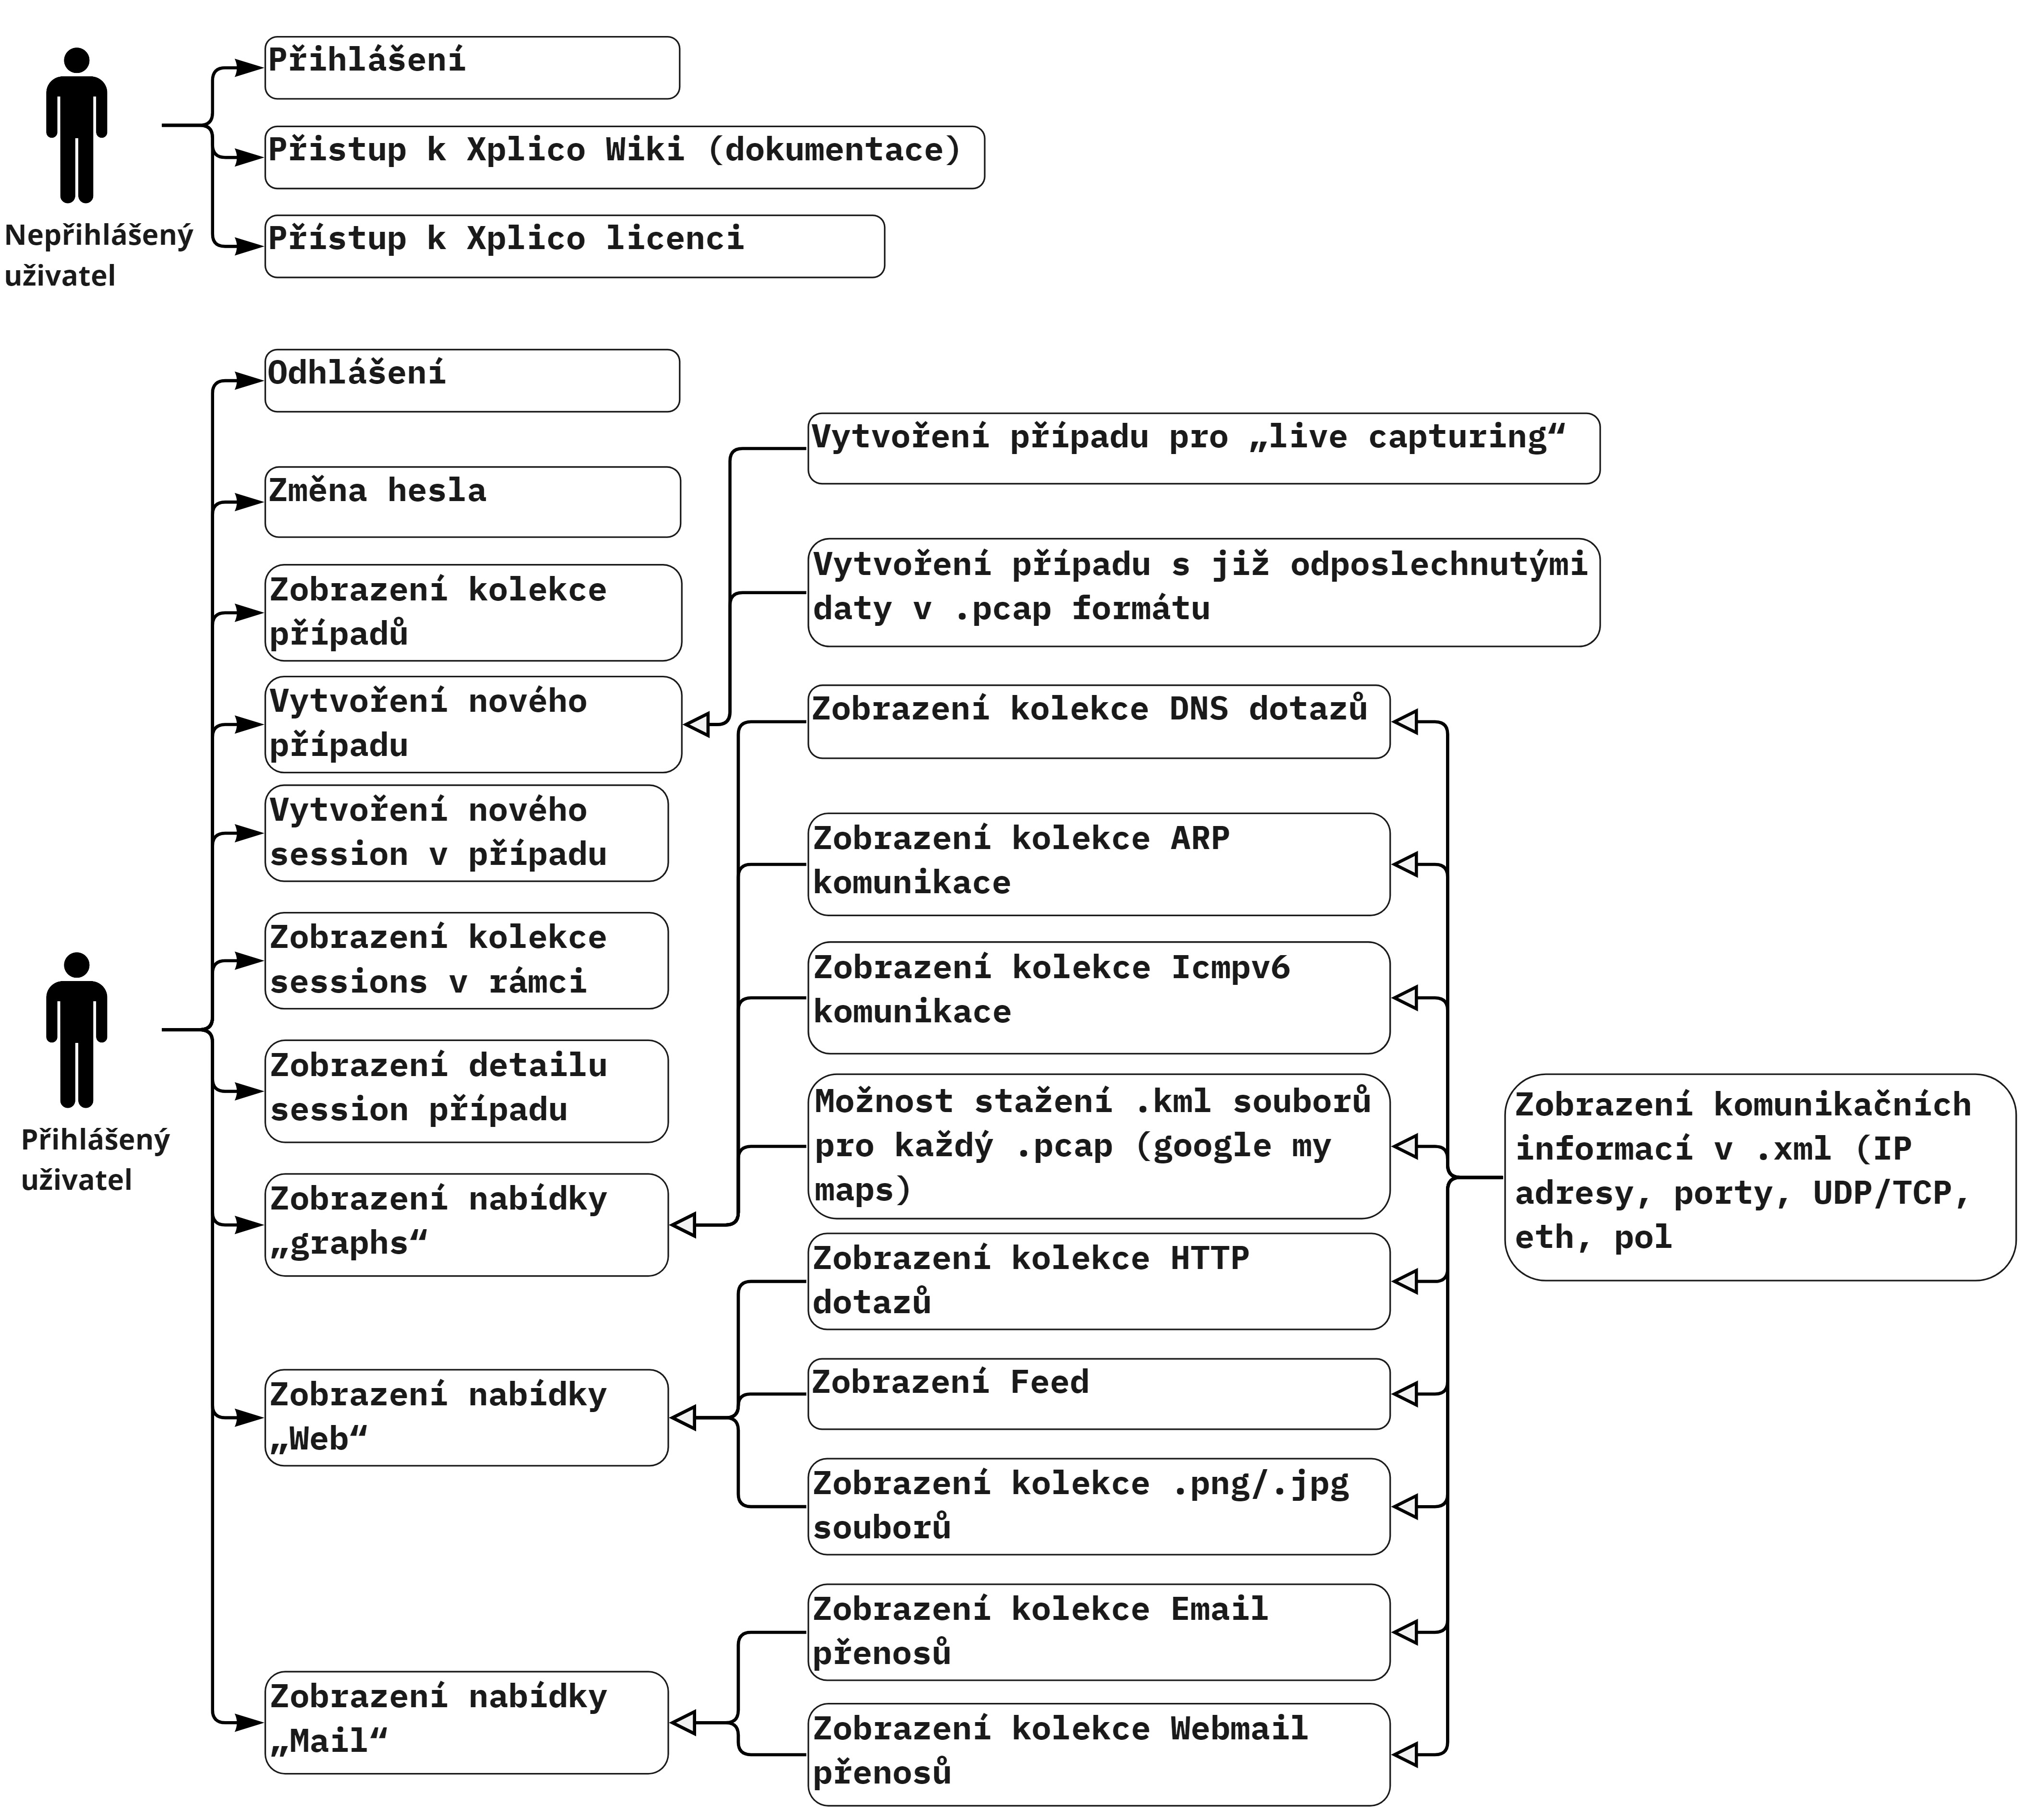 Přihlášení
Přistup k Xplico Wiki (dokumentace)
Přístup k Xplico licenci
Nepřihlášený
uživatel
Odhlášení
Změna hesla
Zobrazení kolekce
případů
Vytvoření nového
případu
Vytvoření nového
session v případu
Zobrazení kolekce
sessions v rámci
Zobrazení detailu
session případu
Zobrazení nabídky
„graphs“
Zobrazení nabídky
„Web“
Zobrazení nabídky
„Mail“
Přihlášený
uživatel
Vytvoření případu pro „live capturing“
Vytvoření případu s již odposlechnutými
daty v .pcap formátu
Zobrazení kolekce DNS dotazů
Zobrazení kolekce ARP
komunikace
Zobrazení kolekce Icmpv6
komunikace
Možnost stažení .kml souborů
pro každý .pcap (google my
maps)
Zobrazení kolekce HTTP
dotazů
Zobrazení Feed
Zobrazení kolekce .png/.jpg
souborů
Zobrazení kolekce Email
přenosů
Zobrazení kolekce Webmail
přenosů
Zobrazení komunikačních
informací v .xml (IP
adresy, porty, UDP/TCP,
eth, pol